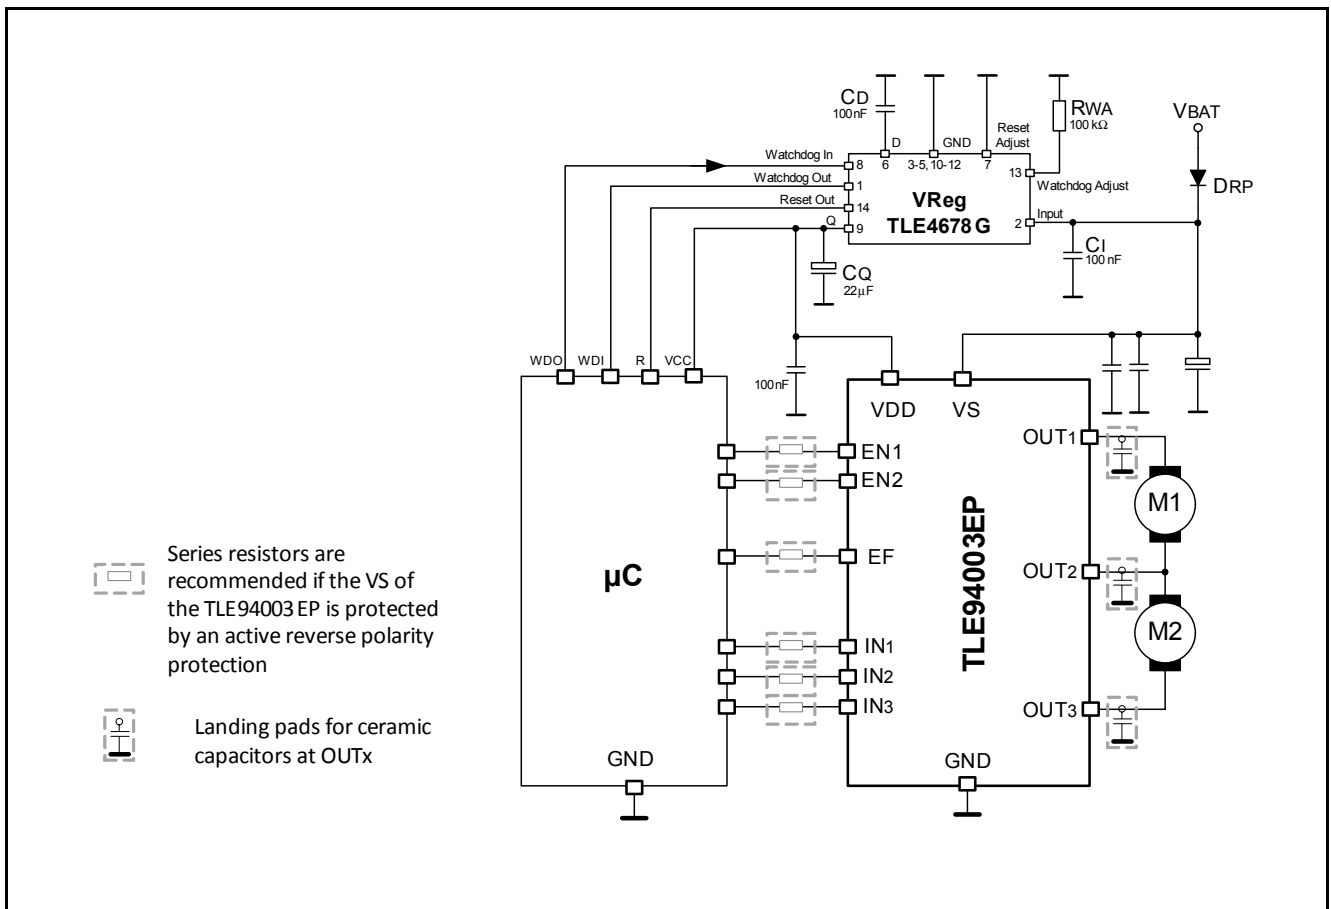 CD
100nF
RWA
100 kΩ
VBAT
D
GND
Reset
Adjust
Watchdog In
8
6
3-5, 10-12
7
13
Watchdog Out
1
Watchdog Adjust
DRP
VReg
Reset Out
14
TLE4678 G
2
Input
Q
9
CI
100 nF
CQ
22µF
WDO
WDI
R
VCC
100nF
VDD
VS
OUT1
EN1
EN2
M1
TLE94003EP
Series resistors are
recommended if the VS of
the TLE94003 EP is protected
by an active reverse polarity
protection
µC
EF
OUT2
M2
IN1
IN2
IN3
OUT3
Landing pads for ceramic
capacitors at OUTx
GND
GND